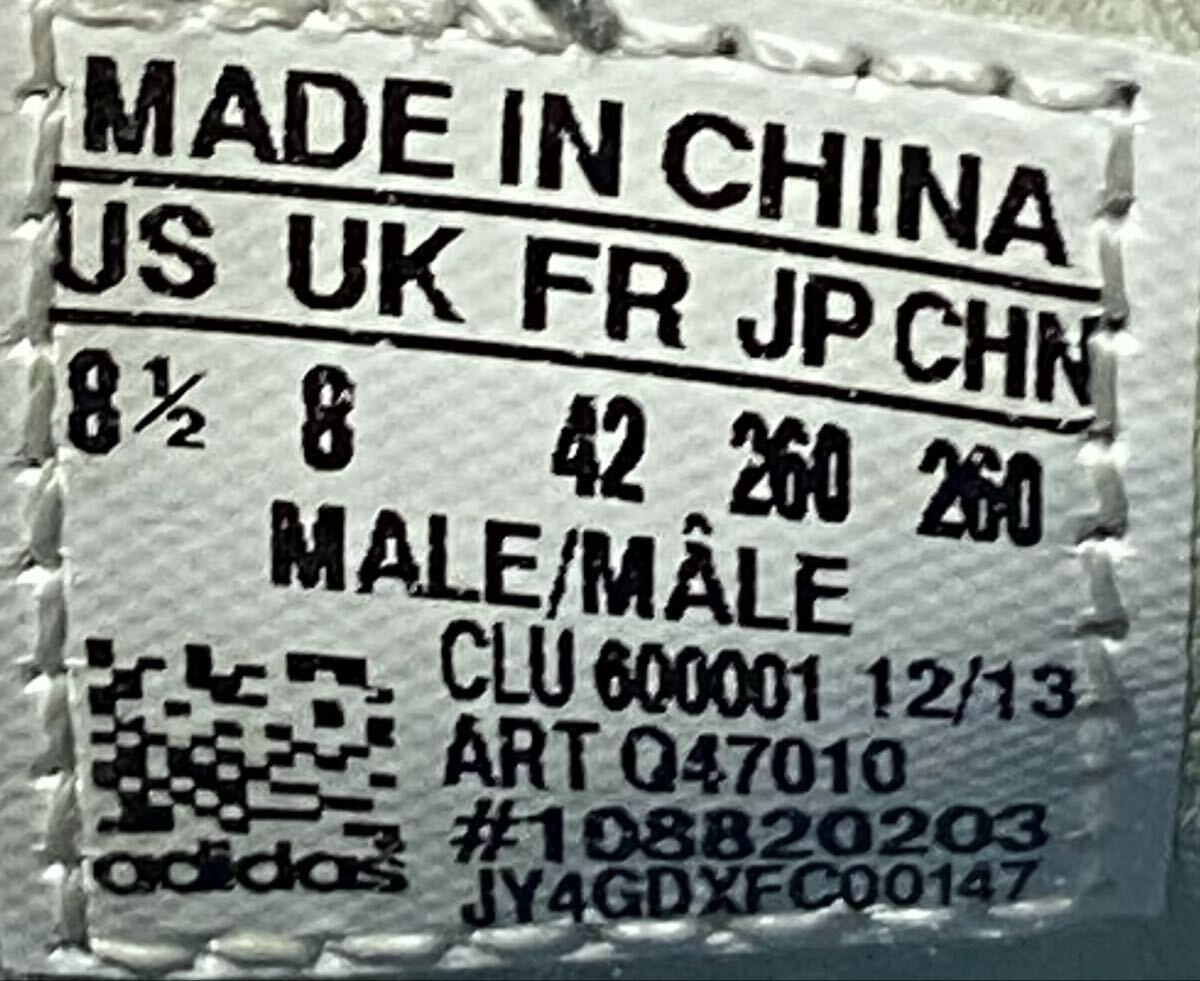 MADE IN CHINA
US UK FR JP CHN
8½ 8 42 260 260
MALE/MÂLE
CLU 600001 12/13
ART Q47010
#108820203
JY4GDXFC00147
adidas